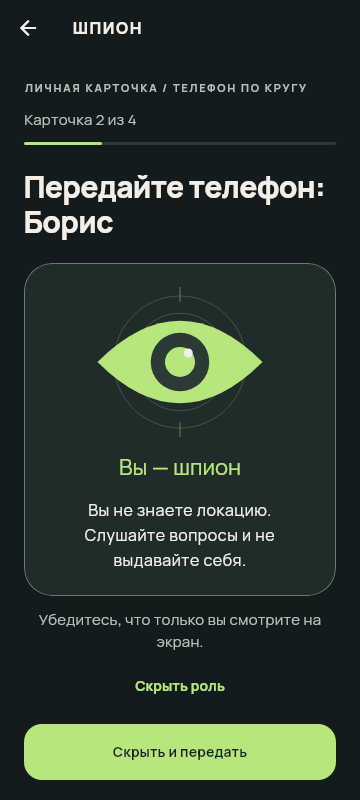 ШПИОН
ЛИЧНАЯ КАРТОЧКА / ТЕЛЕФОН ПО КРУГУ
Карточка 2 из 4
Передайте телефон:
Борис
Вы — шпион
Вы не знаете локацию.
Слушайте вопросы и не
выдавайте себя.
Убедитесь, что только вы смотрите на
экран.
Скрыть роль
Скрыть и передать